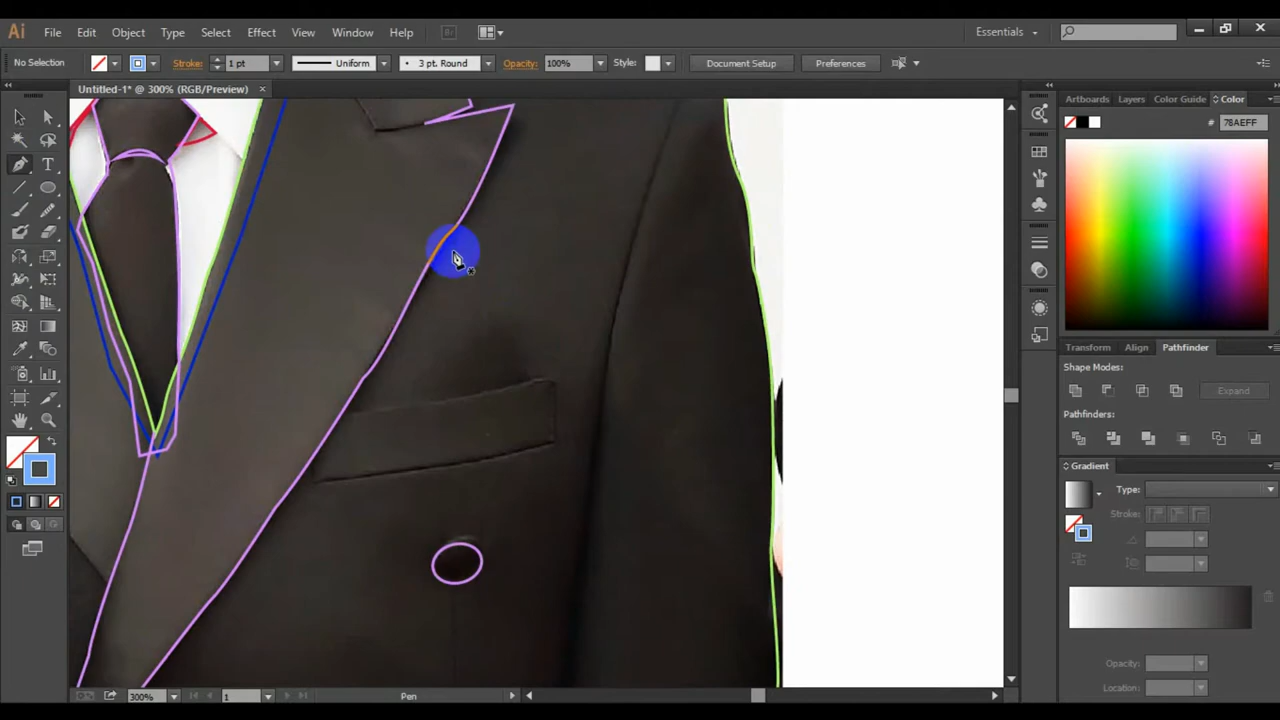 Ai File Edit Object Type Select Effect View Window Help Br Essentials
No Selection Stroke: 1 pt Uniform 3 pt. Round Opacity: 100% Style: Document Setup Preferences
Untitled-1* @ 300% (RGB/Preview)
Artboards Layers Color Guide Color
# 78AEFF
Transform Align Pathfinder
Shape Modes:
Expand
Pathfinders:
Gradient
Type:
Stroke:
Opacity:
Location:
300% 1 Pen